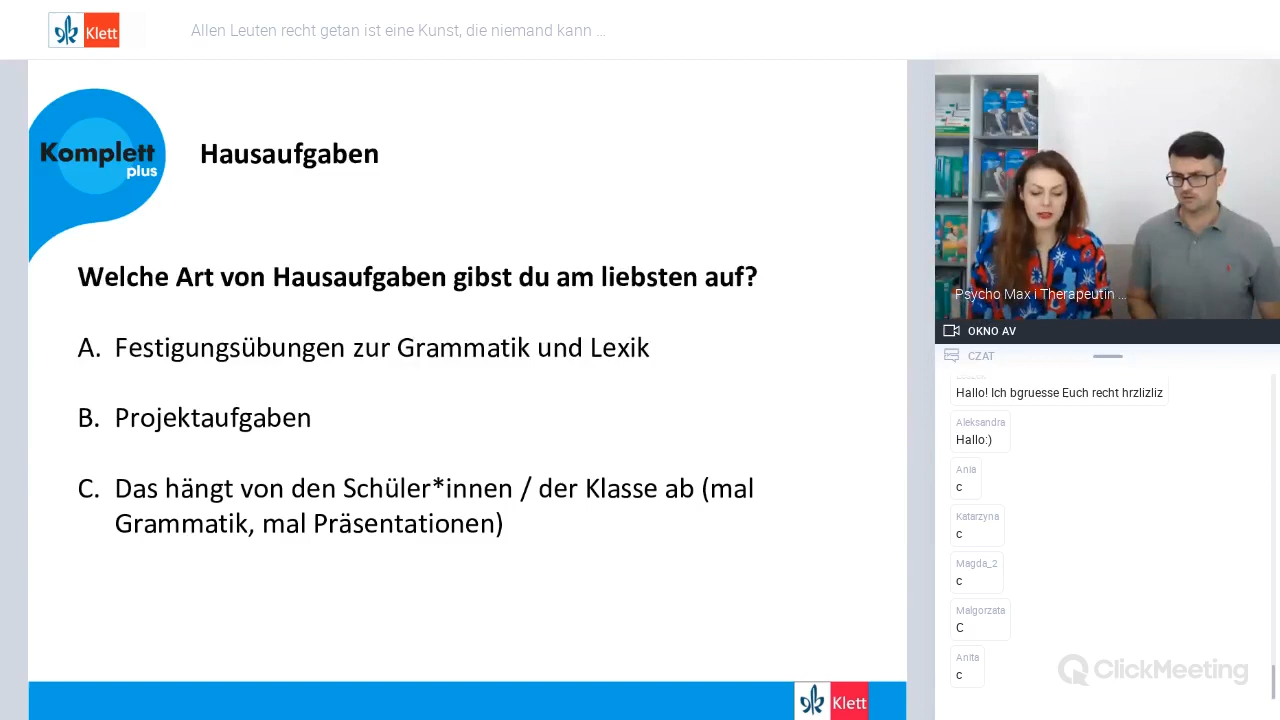 Klett
Allen Leuten recht getan ist eine Kunst, die niemand kann ...
Komplett
plus
Hausaufgaben
Welche Art von Hausaufgaben gibst du am liebsten auf?
A. Festigungsübungen zur Grammatik und Lexik
B. Projektaufgaben
C. Das hängt von den Schüler*innen / der Klasse ab (mal
Grammatik, mal Präsentationen)
Klett
Psycho Max i Therapeutin ...
OKNO AV
CZAT
Hallo! Ich bgruesse Euch recht hrzlizliz
Aleksandra
Hallo:)
Ania
c
Katarzyna
c
Magda_2
c
Malgorzata
C
Anita
c
ClickMeeting